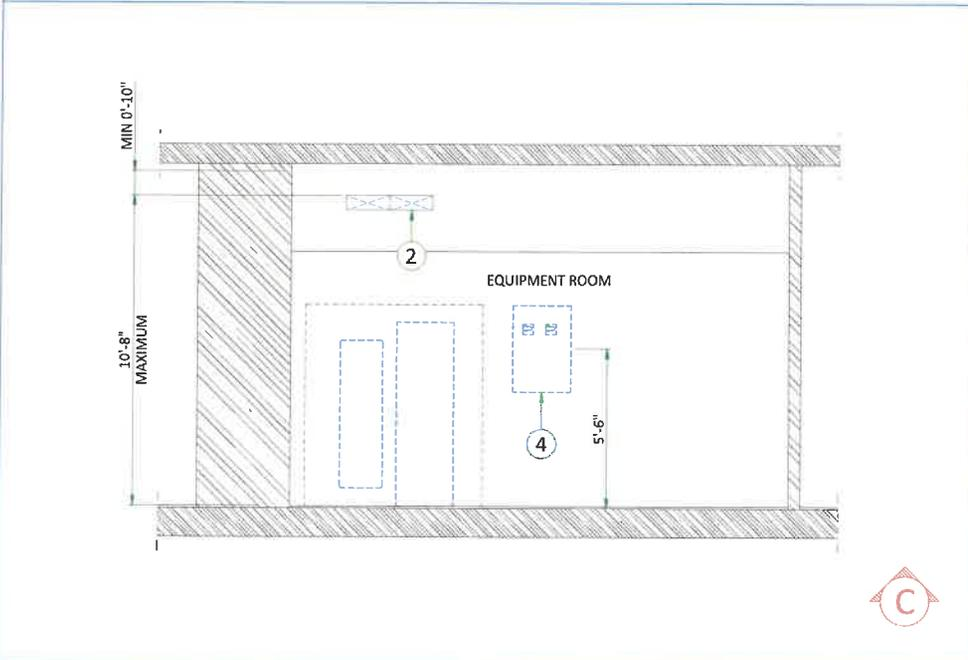 MIN 0'-10"
2
EQUIPMENT ROOM
10'-8"
MAXIMUM
5'-6"
4
C